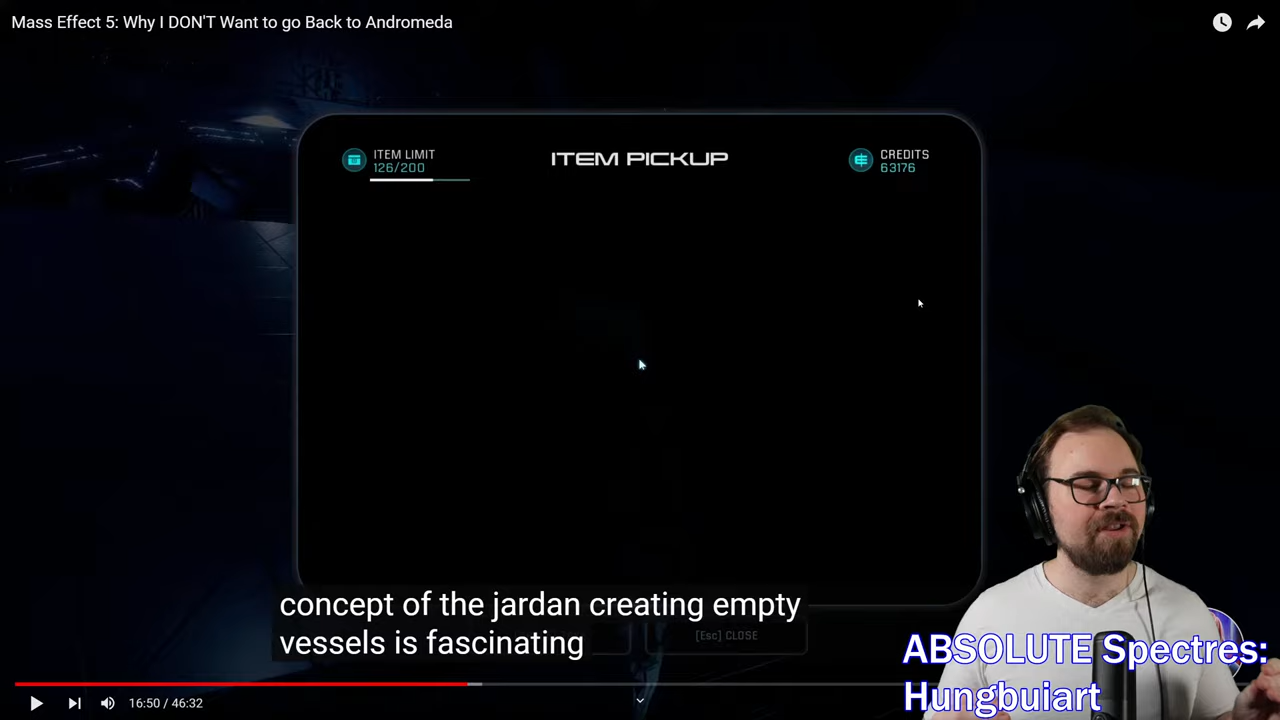 Mass Effect 5: Why I DON'T Want to go Back to Andromeda
ITEM LIMIT
126/200
ITEM PICKUP
CREDITS
63176
concept of the jardan creating empty
vessels is fascinating
[Esc] CLOSE
ABSOLUTE Spectres:
Hungbuiart
16:50 / 46:32